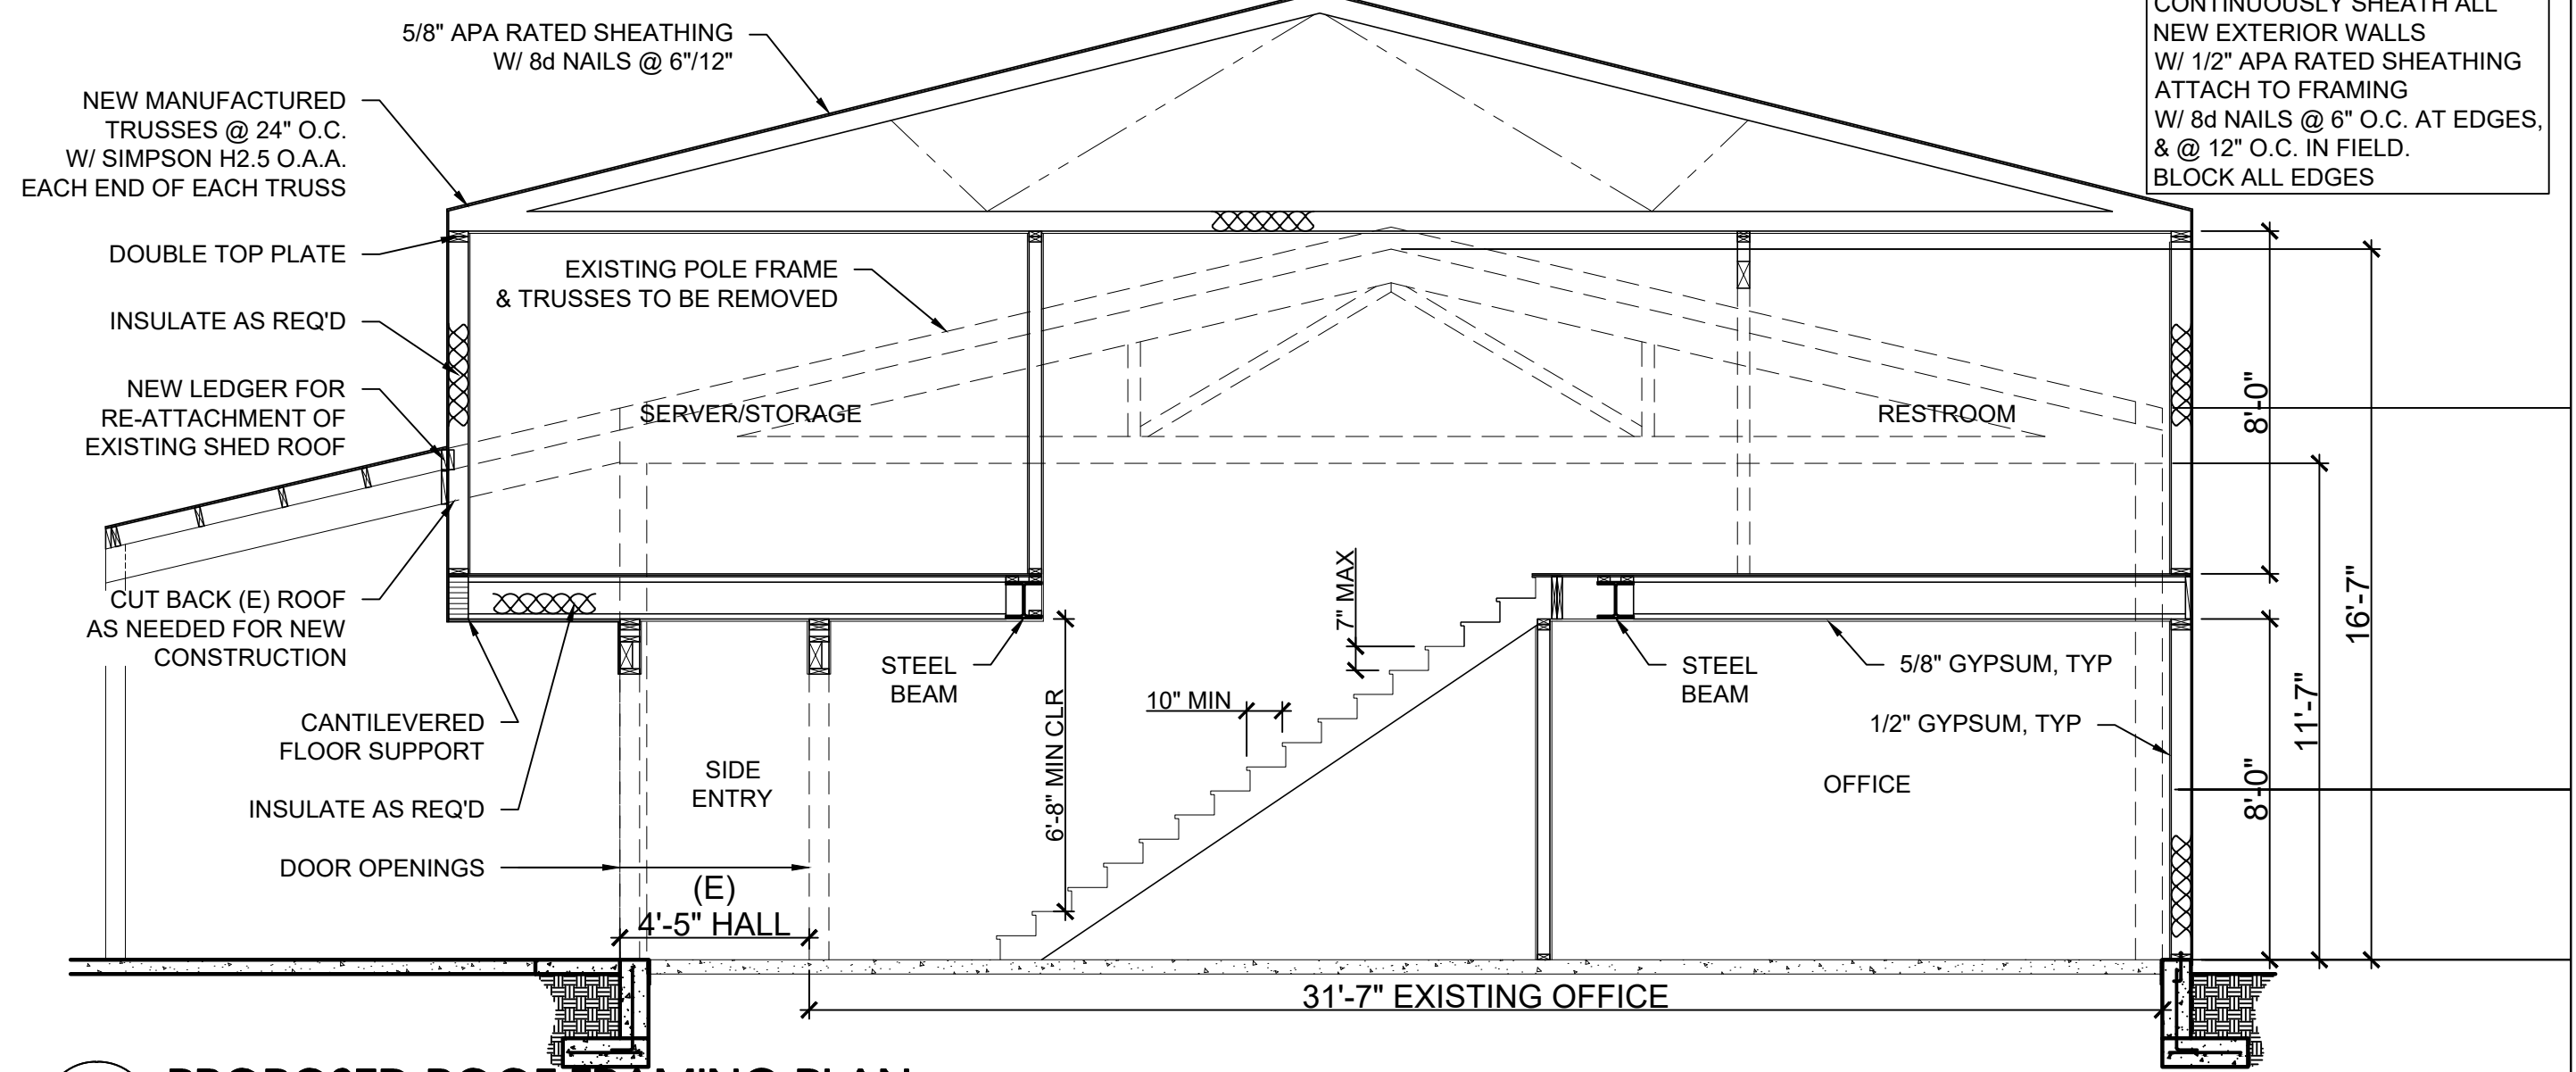 5/8" APA RATED SHEATHING
W/ 8d NAILS @ 6"/12"
CONTINUOUSLY SHEATH ALL
NEW EXTERIOR WALLS
W/ 1/2" APA RATED SHEATHING
ATTACH TO FRAMING
W/ 8d NAILS @ 6" O.C. AT EDGES,
& @ 12" O.C. IN FIELD.
BLOCK ALL EDGES
NEW MANUFACTURED
TRUSSES @ 24" O.C.
W/ SIMPSON H2.5 O.A.A.
EACH END OF EACH TRUSS
DOUBLE TOP PLATE
EXISTING POLE FRAME
& TRUSSES TO BE REMOVED
INSULATE AS REQ'D
NEW LEDGER FOR
RE-ATTACHMENT OF
EXISTING SHED ROOF
SERVER/STORAGE
RESTROOM
8'-0"
16'-7"
11'-7"
8'-0"
CUT BACK (E) ROOF
AS NEEDED FOR NEW
CONSTRUCTION
7" MAX
STEEL
BEAM
10" MIN
STEEL
BEAM
5/8" GYPSUM, TYP
1/2" GYPSUM, TYP
CANTILEVERED
FLOOR SUPPORT
6'-8" MIN CLR
SIDE
ENTRY
OFFICE
INSULATE AS REQ'D
DOOR OPENINGS
(E)
4'-5" HALL
31'-7" EXISTING OFFICE
PROPOSED ROOF FRAMING PLAN